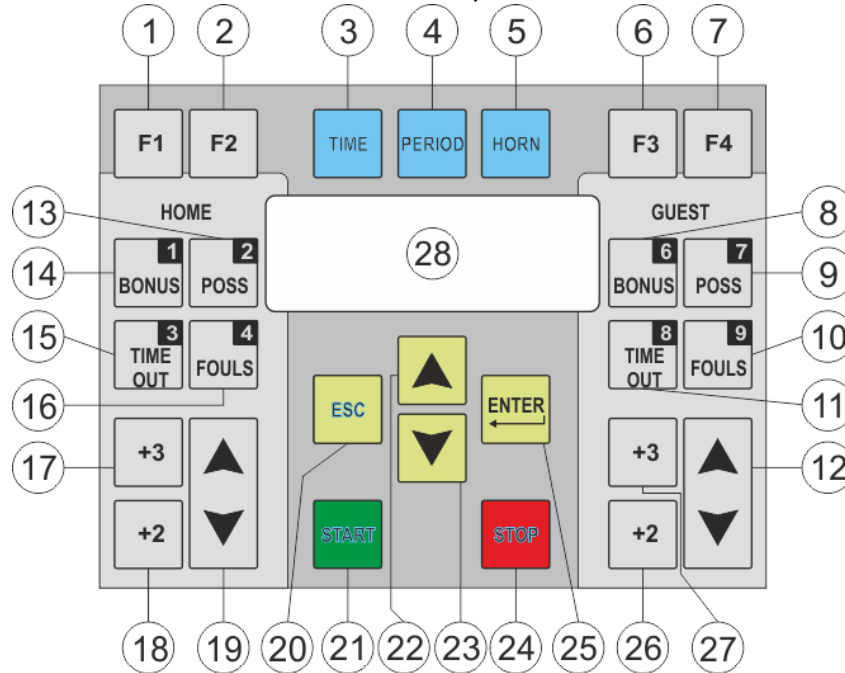 1 2 3 4 5 6 7
F1 F2 TIME PERIOD HORN F3 F4
HOME GUEST
13 8
1 BONUS 2 POSS 28 6 BONUS 7 POSS
14 9
3 TIME OUT 4 FOULS 8 TIME OUT 9 FOULS
15 10
16 ESC ENTER 11
17 +3 +3 12
+2 START STOP +2
18 19 20 21 22 23 24 25 26 27